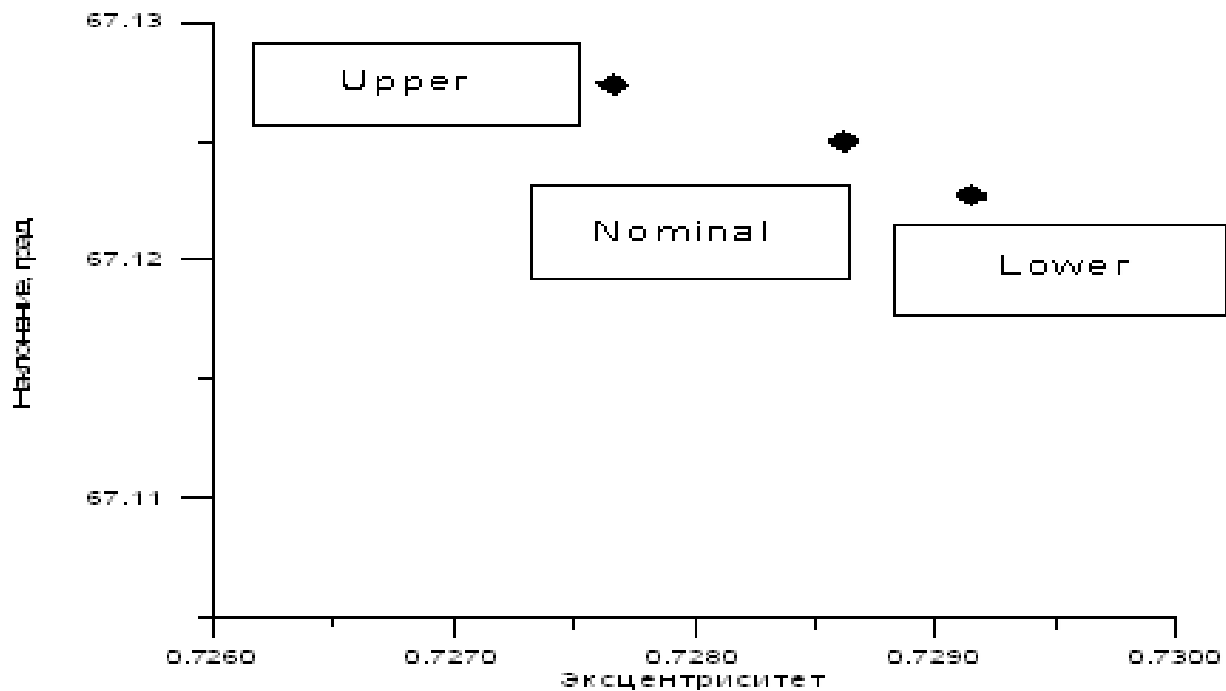 67.13
Upper
Nominal
67.12
Lower
Наклонение, град.
67.11
0.7260 0.7270 0.7280 0.7290 0.7300
Эксцентриситет